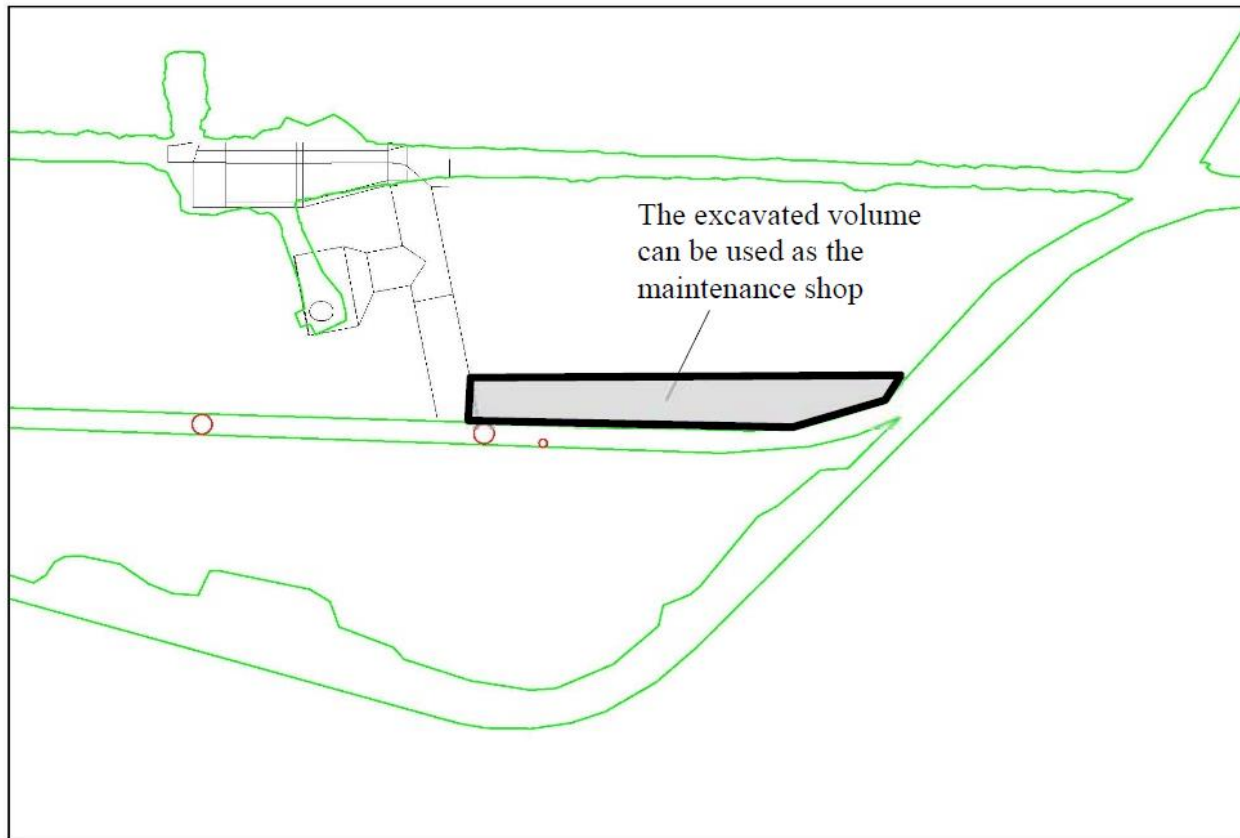 The excavated volume
can be used as the
maintenance shop